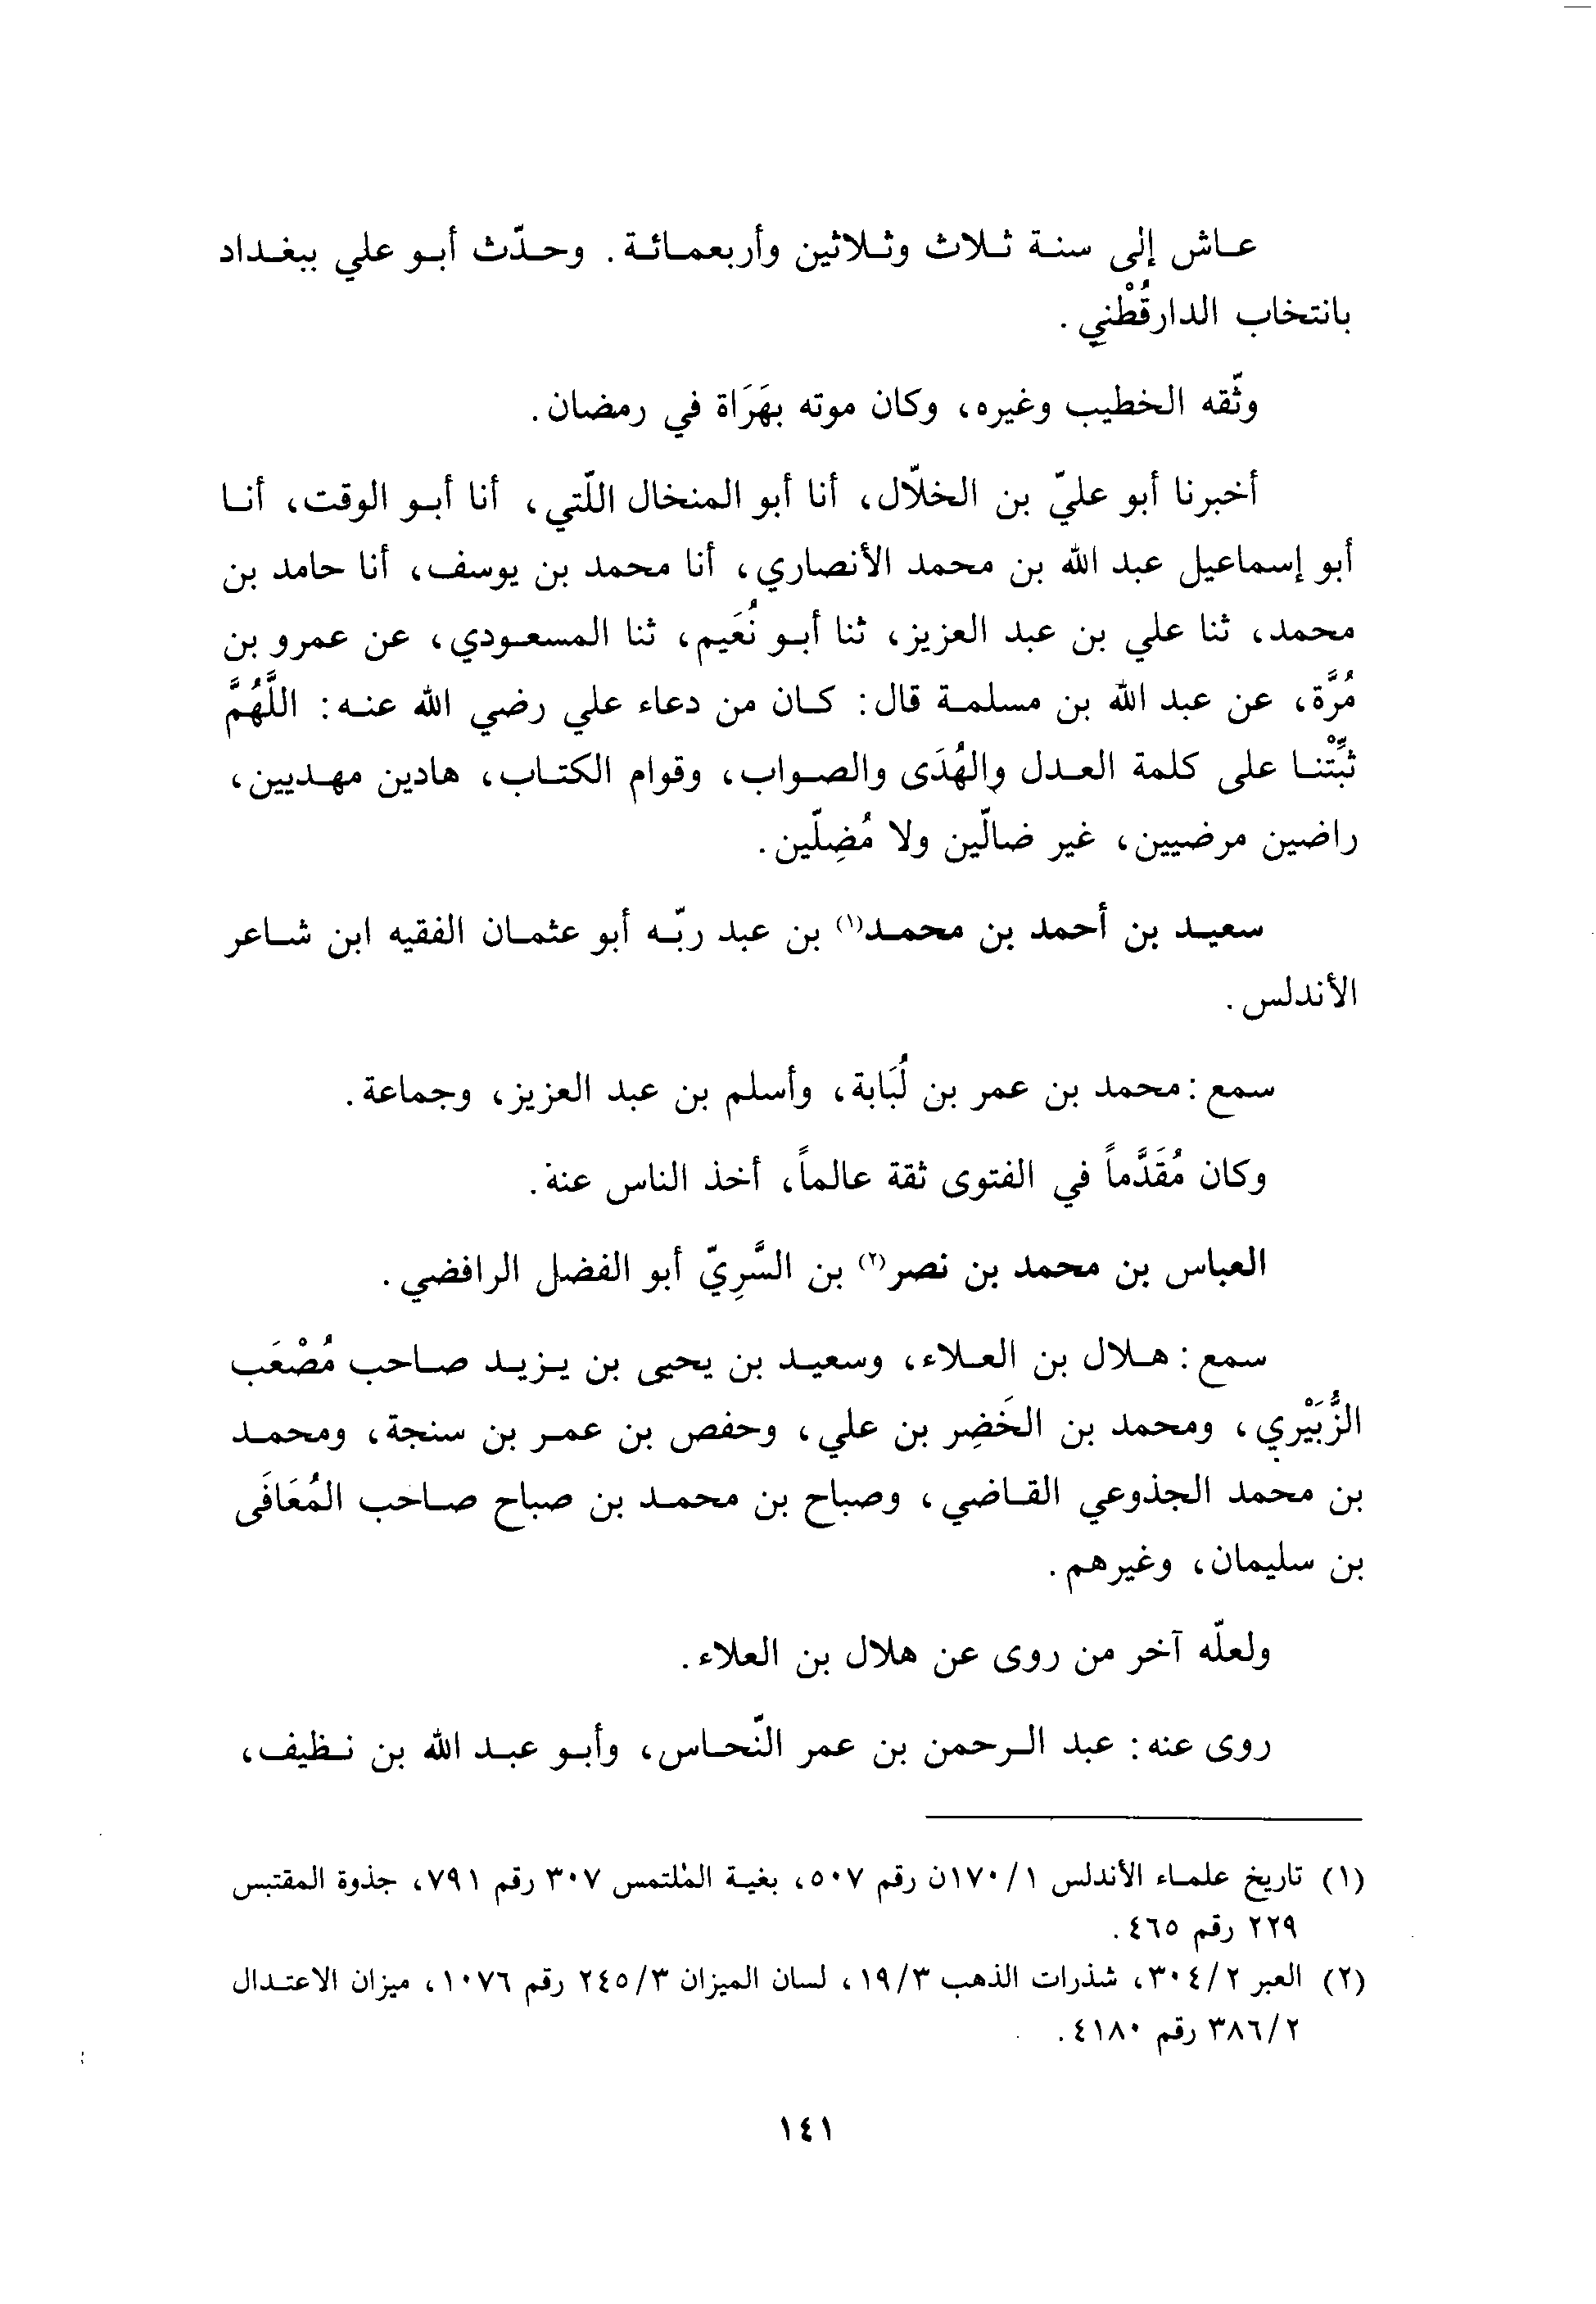 عاش إلى سنة ثلاث وثلاثين وأربعمائة. وحدّث أبو علي ببغداد
بانتخاب الدارقُطْني.
وثّقه الخطيب وغيره، وكان موته بهَرَاة في رمضان.
أخبرنا أبو عليّ بن الخلّال، أنا أبو المنخال اللّتي، أنا أبو الوقت، أنا
أبو إسماعيل عبد الله بن محمد الأنصاري، أنا محمد بن يوسف، أنا حامد بن
محمد، ثنا علي بن عبد العزيز، ثنا أبو نُعَيم، ثنا المسعودي، عن عمرو بن
مُرَّة، عن عبد الله بن مسلمة قال: كان من دعاء علي رضي الله عنه: اللَّهُمَّ
ثبِّتْنا على كلمة العدل والهُدَى والصواب، وقوام الكتاب، هادين مهديين،
راضين مرضيين، غير ضالّين ولا مُضِلّين.
سعيد بن أحمد بن محمد(١) بن عبد ربّه أبو عثمان الفقيه ابن شاعر
الأندلس.
سمع: محمد بن عمر بن لُبَابة، وأسلم بن عبد العزيز، وجماعة.
وكان مُقَدَّماً في الفتوى ثقة عالماً، أخذ الناس عنه.
العباس بن محمد بن نصر(٢) بن السَّرِيّ أبو الفضل الرافضي.
سمع: هلال بن العلاء، وسعيد بن يحيى بن يزيد صاحب مُصْعَب
الزُّبَيْري، ومحمد بن الخَضِر بن علي، وحفص بن عمر بن سنجة، ومحمد
بن محمد الجذوعي القاضي، وصباح بن محمد بن صباح صاحب المُعَافَى
بن سليمان، وغيرهم.
ولعلّه آخر من روى عن هلال بن العلاء.
روى عنه: عبد الرحمن بن عمر النّحاس، وأبو عبد الله بن نظيف،
(١) تاريخ علماء الأندلس ١٧٠/١ن رقم ٥٠٧، بغية المُلتمس ٣٠٧ رقم ٧٩١، جذوة المقتبس
٢٢٩ رقم ٤٦٥.
(٢) العبر ٣٠٤/٢، شذرات الذهب ١٩/٣، لسان الميزان ٢٤٥/٣ رقم ١٠٧٦، ميزان الاعتدال
٣٨٦/٢ رقم ٤١٨٠.
١٤١